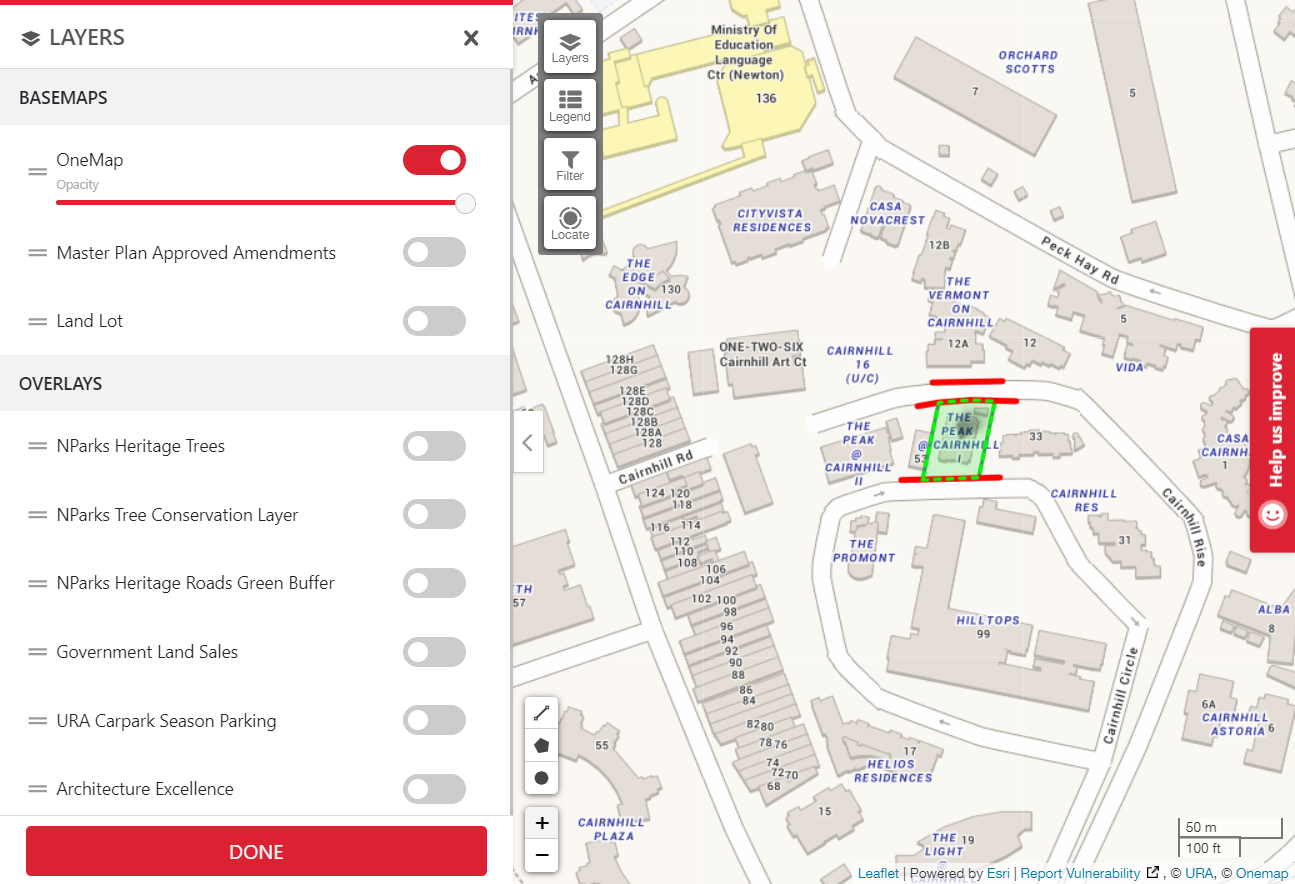 LAYERS
BASEMAPS
OneMap
Opacity
Master Plan Approved Amendments
Land Lot
OVERLAYS
NParks Heritage Trees
NParks Tree Conservation Layer
NParks Heritage Roads Green Buffer
Government Land Sales
URA Carpark Season Parking
Architecture Excellence
DONE
Layers
Legend
Filter
Locate
Ministry Of
Education
Language
Ctr (Newton)
136
ORCHARD
SCOTTS
7
5
CITYVISTA
RESIDENCES
CASA
NOVACREST
12B
Peck Hay Rd
THE
EDGE
ON
CAIRNHILL
130
THE
VERMONT
ON
CAIRNHILL
12A
12
5
VIDA
ONE-TWO-SIX
Cairnhill Art Ct
CAIRNHILL
16
(U/C)
128H
128G
128E
128D
128C
128B
128A
128
Cairnhill Rd
THE
PEAK
@
CAIRNHILL
II
THE
PEAK
@ CAIRNHILL
I
53
33
CASA
CAIRNH
1
Help us improve
CAIRNHILL
RES
Cairnhill Rise
31
124 120
118
116 114
112
110
108
106
104
102 100
98
96
94
92
90
88
86
84
82 80
78 76
74
72 70
68
THE
PROMONT
HILLTOPS
99
TH
57
ALBA
8
Cairnhill Circle
6A
CAIRNHILL
ASTORIA 6
55
17
HELIOS
RESIDENCES
15
CAIRNHILL
PLAZA
THE 19
LIGHT
@
+
−
50 m
100 ft
Leaflet | Powered by Esri | Report Vulnerability , © URA, © Onemap